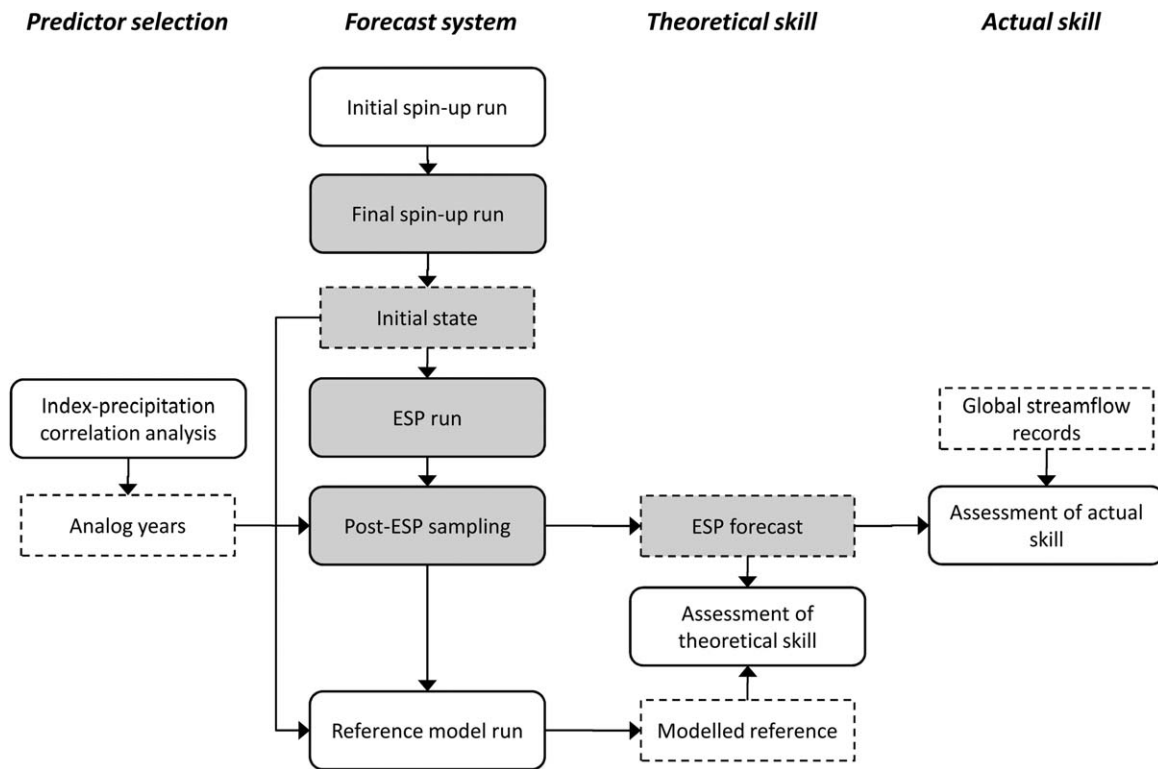 Predictor selection
Forecast system
Theoretical skill
Actual skill
Initial spin-up run
Final spin-up run
Initial state
Index-precipitation
correlation analysis
ESP run
Global streamflow
records
Analog years
Post-ESP sampling
ESP forecast
Assessment of actual
skill
Assessment of
theoretical skill
Reference model run
Modelled reference